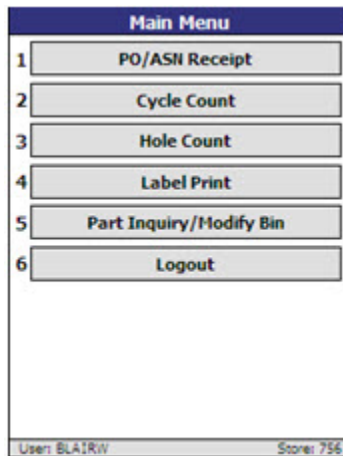 Main Menu
1 PO/ASN Receipt
2 Cycle Count
3 Hole Count
4 Label Print
5 Part Inquiry/Modify Bin
6 Logout
User: BLAIRW Store: 756